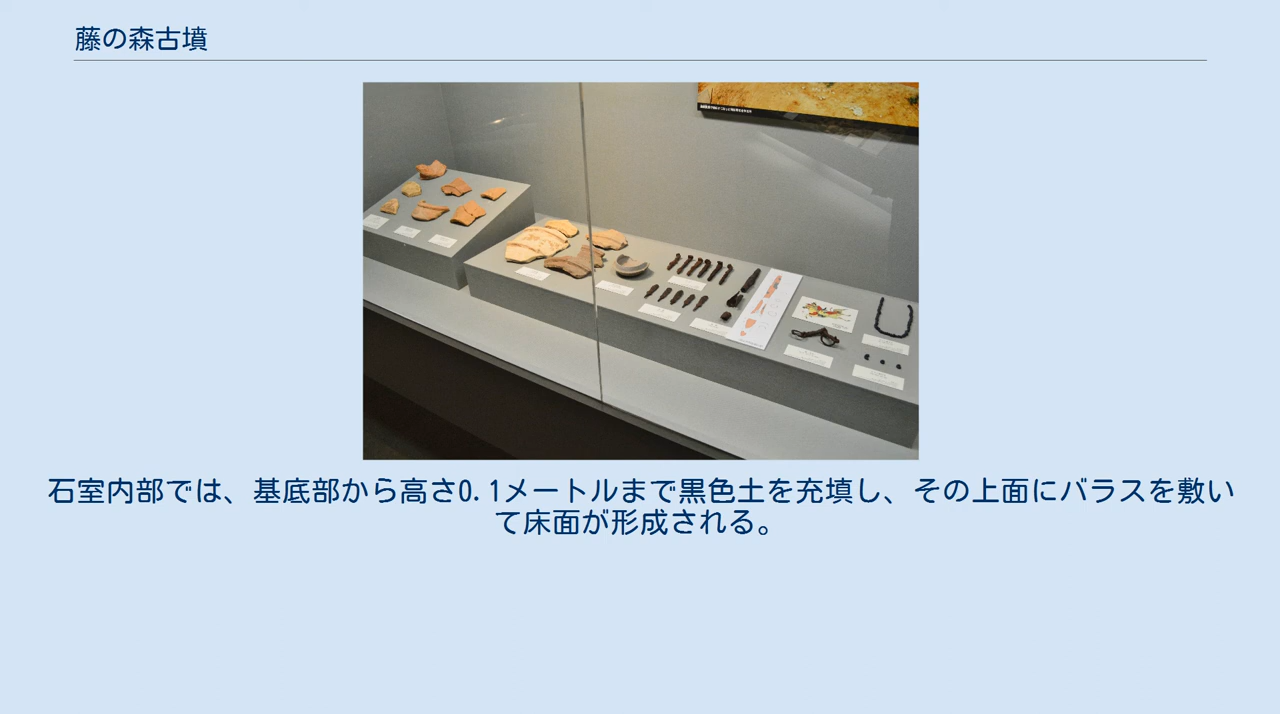 藤の森古墳
石室内部では、基底部から高さ0.1メートルまで黒色土を充填し、その上面にバラスを敷い
て床面が形成される。